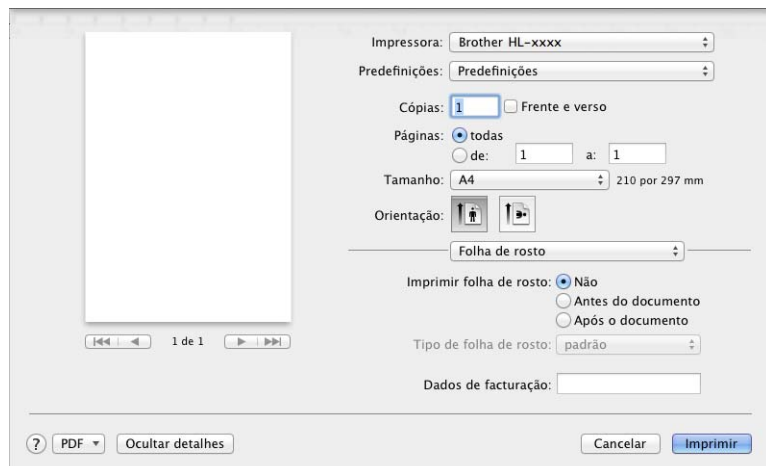 Impressora: Brother HL-xxxx
Predefinições: Predefinições
Cópias: 1 Frente e verso
Páginas: todas
de: 1 a: 1
Tamanho: A4 210 por 297 mm
Orientação:
Folha de rosto
Imprimir folha de rosto: Não
Antes do documento
Após o documento
1 de 1
Tipo de folha de rosto: padrão
Dados de facturação:
? PDF Ocultar detalhes Cancelar Imprimir